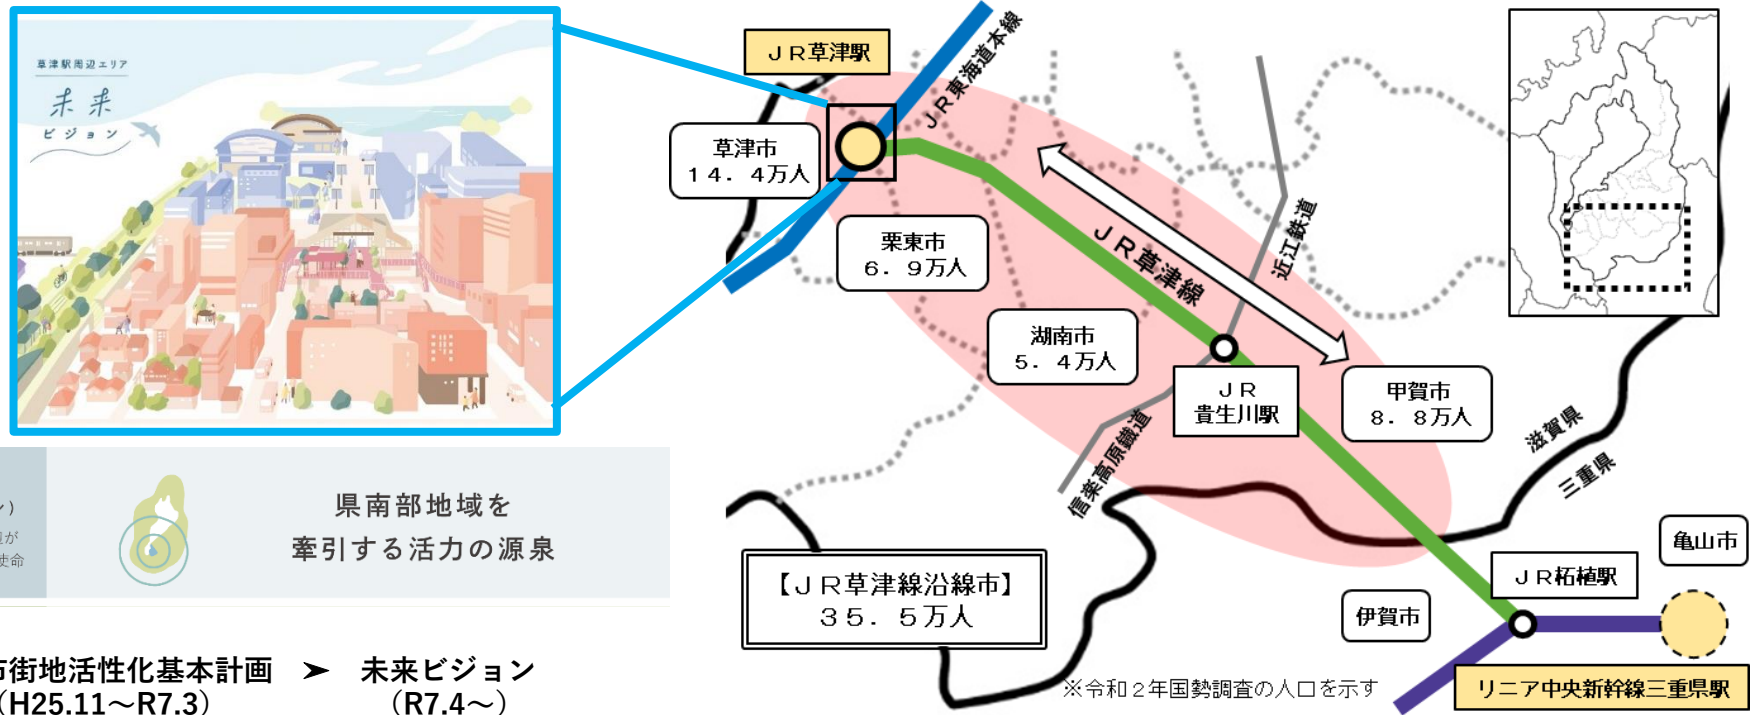 草津駅周辺エリア
未来
ビジョン
JR草津駅
JR東海道本線
草津市
14.4万人
栗東市
6.9万人
JR草津線
近江鉄道
湖南市
5.4万人
JR
貴生川駅
甲賀市
8.8万人
信楽高原鐵道
滋賀県
三重県
県南部地域を
牽引する活力の源泉
ン)
が
使命
【JR草津線沿線市】
35.5万人
亀山市
JR柘植駅
伊賀市
リニア中央新幹線三重県駅
※令和2年国勢調査の人口を示す
市街地活性化基本計画 ➤ 未来ビジョン
(H25.11~R7.3) (R7.4~)